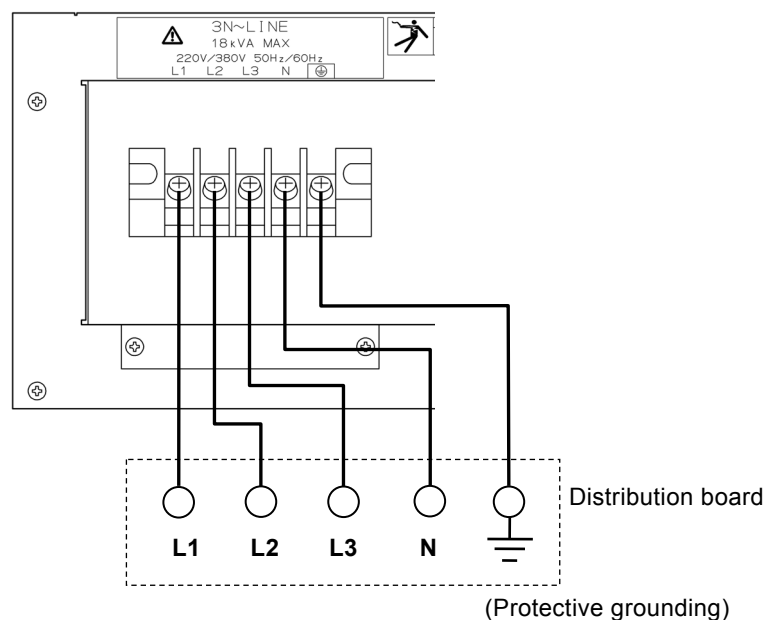 3N~LINE
18kVA MAX
220V/380V 50Hz/60Hz
L1 L2 L3 N
Distribution board
L1 L2 L3 N
(Protective grounding)